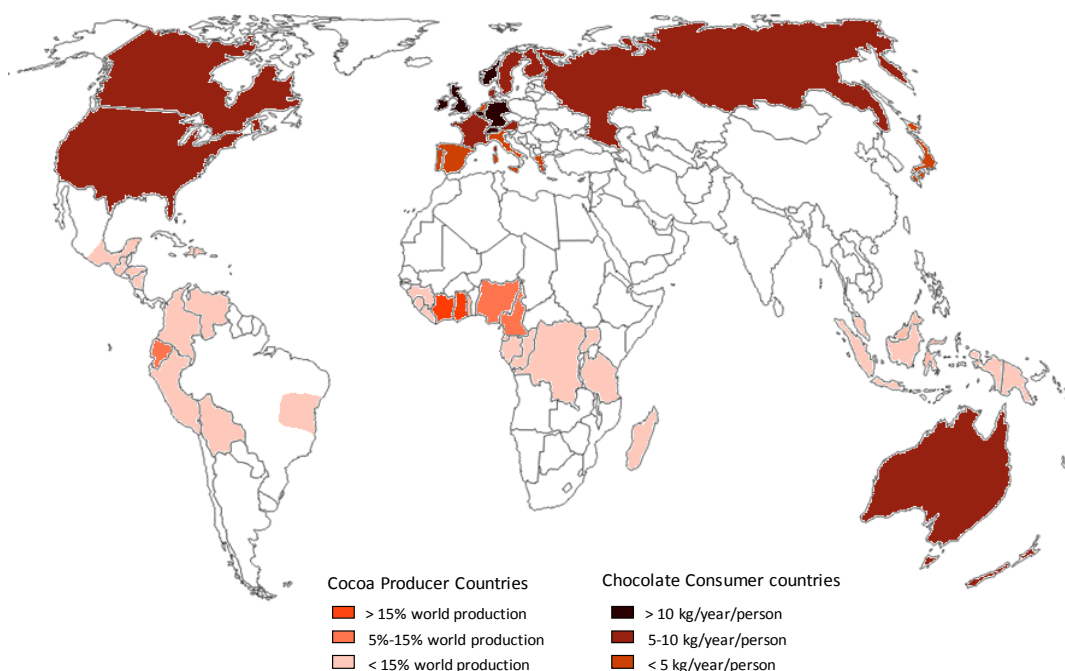 Cocoa Producer Countries
> 15% world production
5%-15% world production
< 15% world production
Chocolate Consumer countries
> 10 kg/year/person
5-10 kg/year/person
< 5 kg/year/person